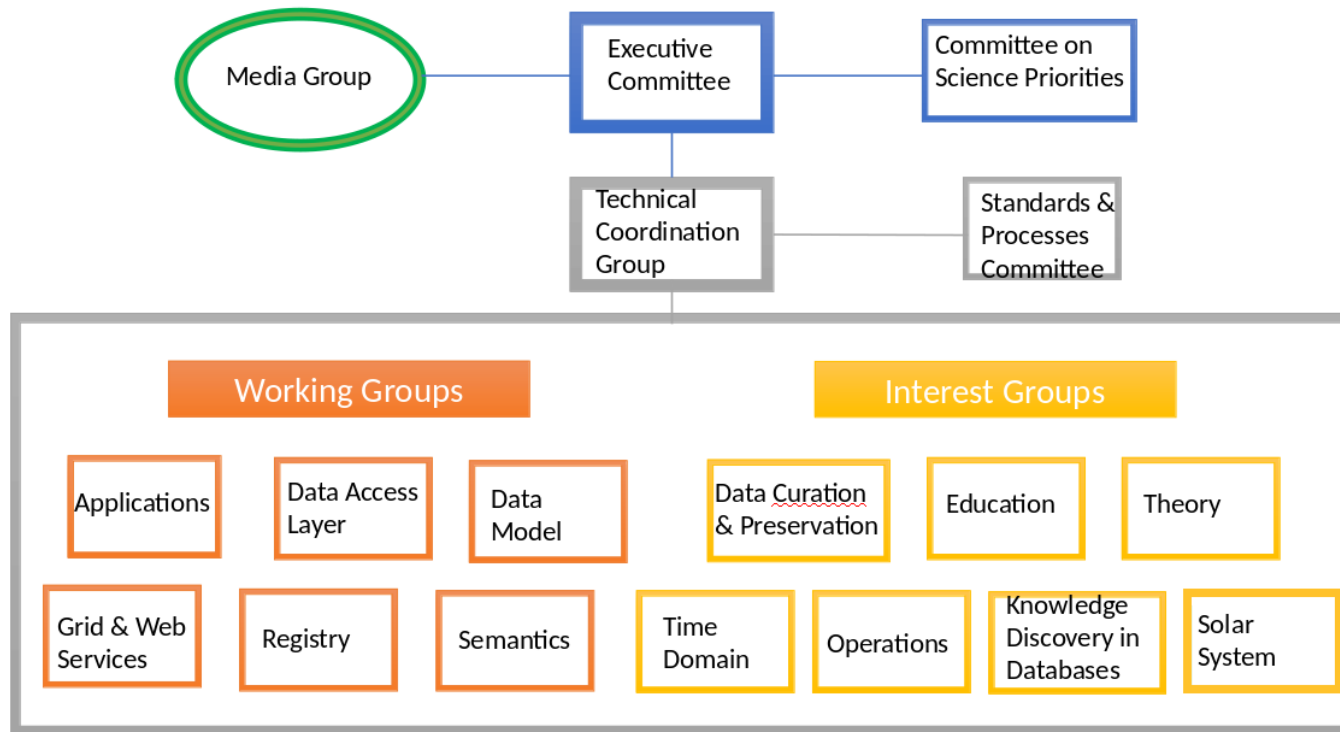 Media Group
Executive
Committee
Committee on
Science Priorities
Technical
Coordination
Group
Standards &
Processes
Committee
Working Groups
Interest Groups
Applications
Data Access
Layer
Data
Model
Data Curation
& Preservation
Education
Theory
Grid & Web
Services
Registry
Semantics
Time
Domain
Operations
Knowledge
Discovery in
Databases
Solar
System